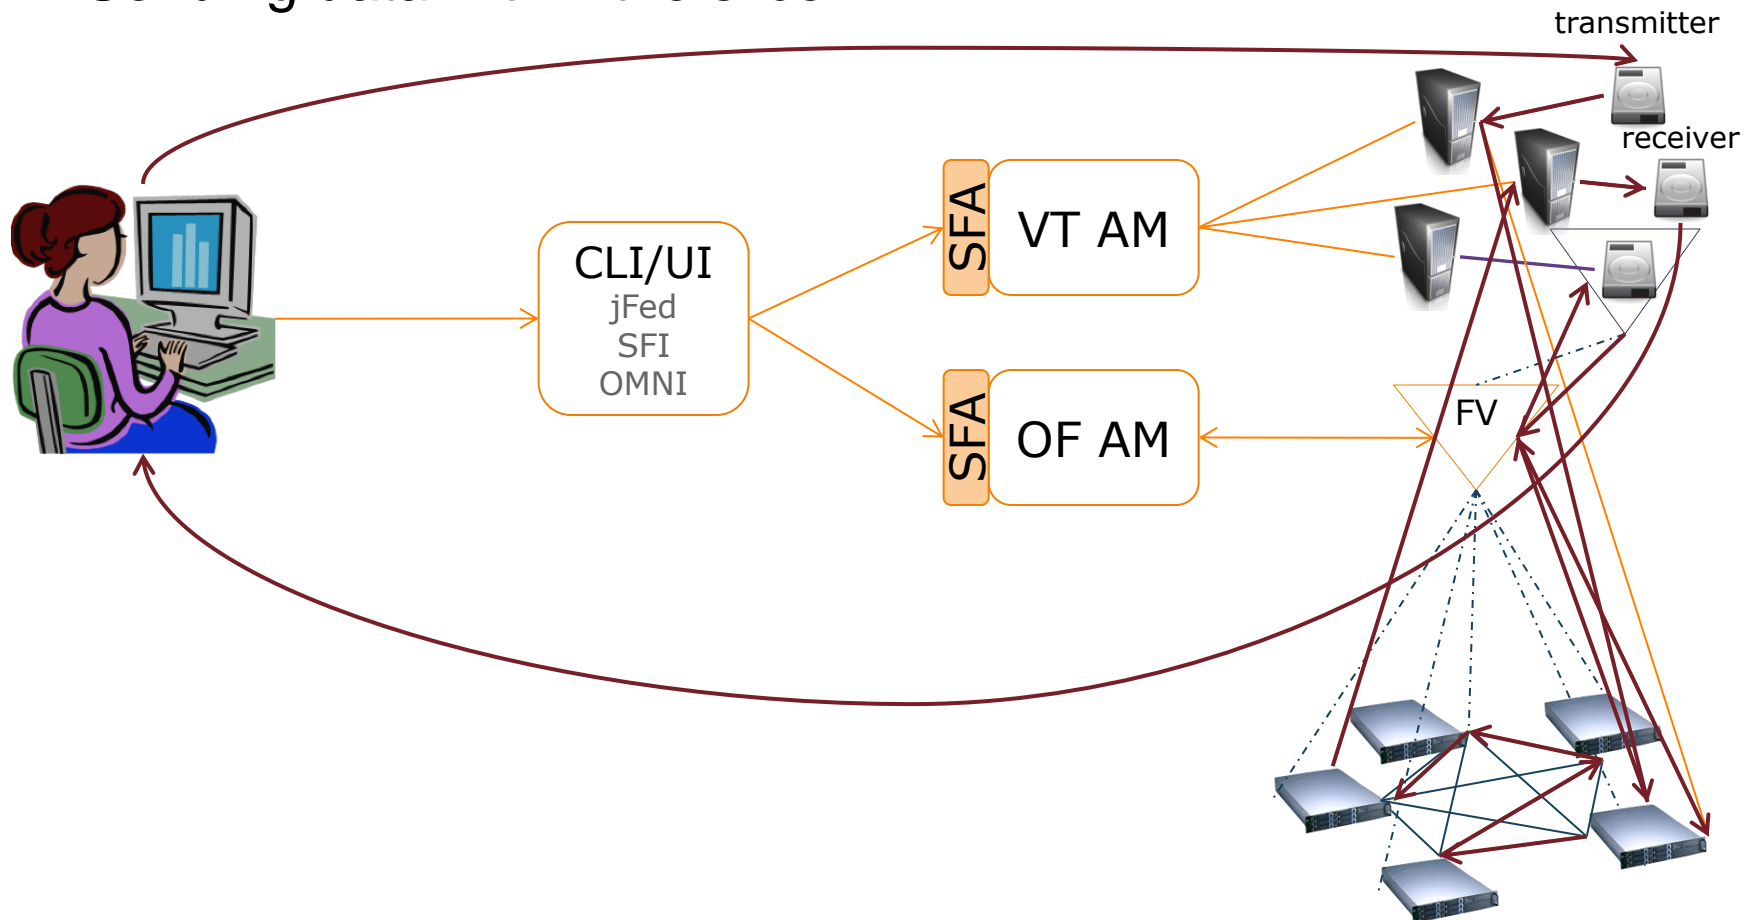 transmitter
receiver
CLI/UI
jFed
SFI
OMNI
SFA
VT AM
SFA
OF AM
FV